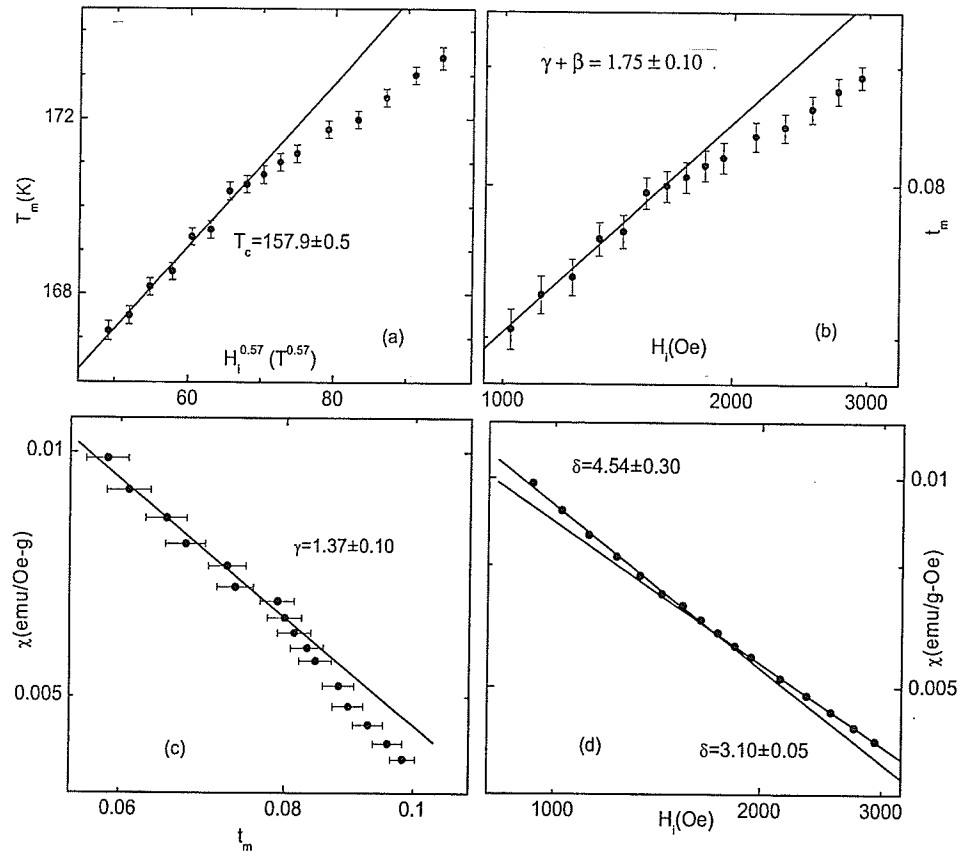 172
T_m(K)
168
T_c=157.9±0.5
(a)
H_i^0.57 (T^0.57)
60
80
γ + β = 1.75 ± 0.10
0.08
t_m
H_i(Oe)
(b)
1000
2000
3000
0.01
χ(emu/Oe-g)
γ=1.37±0.10
0.005
(c)
0.06
0.08
0.1
t_m
δ=4.54±0.30
0.01
χ(emu/g-Oe)
0.005
(d)
δ=3.10±0.05
1000
2000
3000
H_i(Oe)